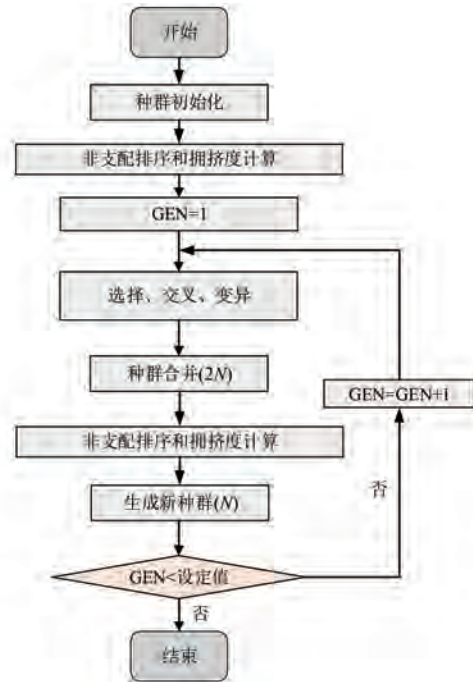 开始
种群初始化
非支配排序和拥挤度计算
GEN=1
选择、交叉、变异
种群合并(2N)
GEN=GEN+i
非支配排序和拥挤度计算
否
生成新种群(N)
GEN<设定值
否
结束